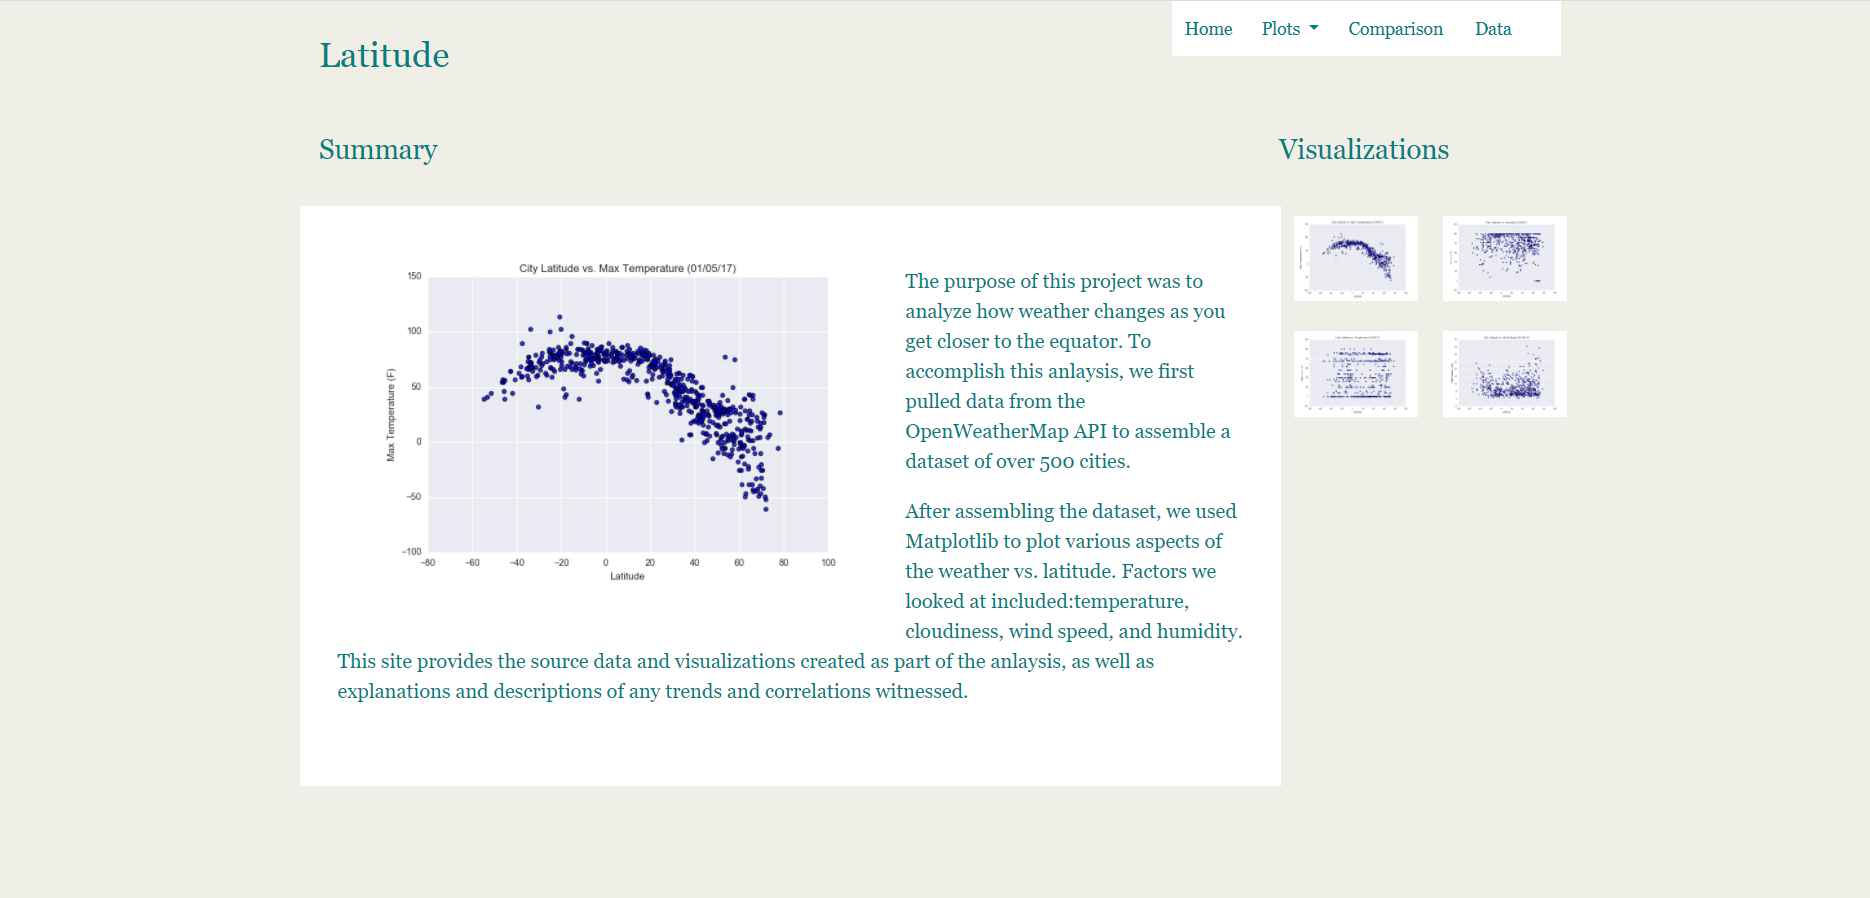 Home Plots Comparison Data
Latitude
Summary
Visualizations
City Latitude vs. Max Temperature (01/05/17)
150
100
50
0
−50
−100
Max Temperature (F)
−80 −60 −40 −20 0 20 40 60 80 100
Latitude
The purpose of this project was to
analyze how weather changes as you
get closer to the equator. To
accomplish this anlaysis, we first
pulled data from the
OpenWeatherMap API to assemble a
dataset of over 500 cities.
After assembling the dataset, we used
Matplotlib to plot various aspects of
the weather vs. latitude. Factors we
looked at included:temperature,
cloudiness, wind speed, and humidity.
This site provides the source data and visualizations created as part of the anlaysis, as well as
explanations and descriptions of any trends and correlations witnessed.